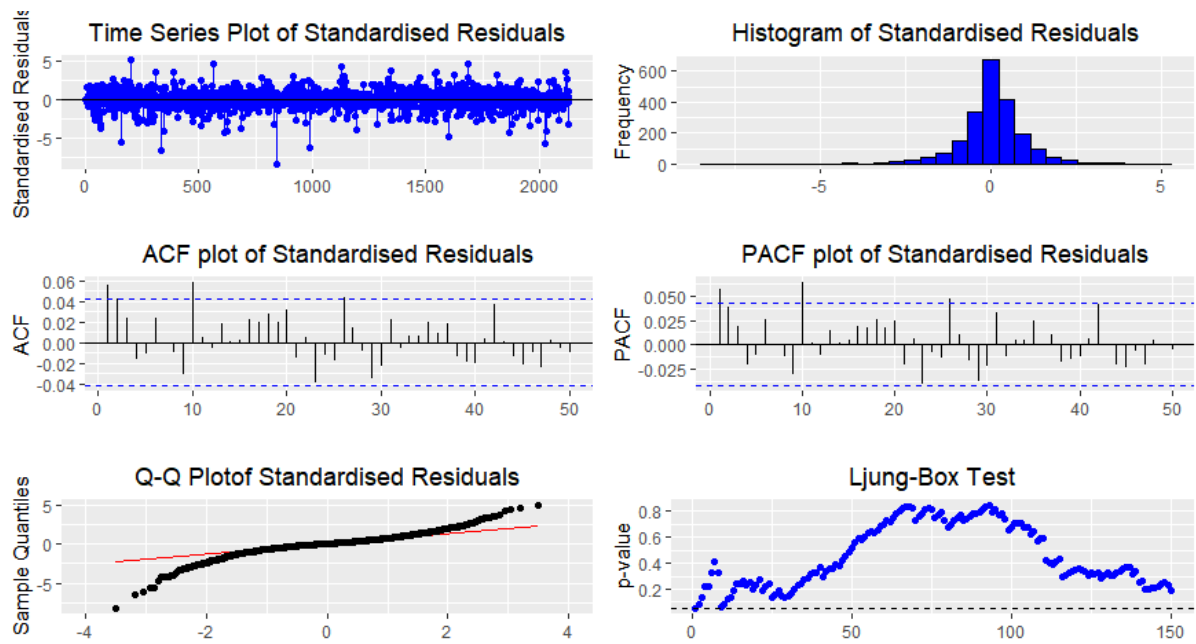 Time Series Plot of Standardised Residuals
Standardised Residuals
5
0
-5
0 500 1000 1500 2000
Histogram of Standardised Residuals
Frequency
600
400
200
0
-5 0 5
ACF plot of Standardised Residuals
ACF
0.06
0.04
0.02
0.00
-0.02
-0.04
0 10 20 30 40 50
PACF plot of Standardised Residuals
PACF
0.050
0.025
0.000
-0.025
0 10 20 30 40 50
Q-Q Plotof Standardised Residuals
Sample Quantiles
5
0
-5
-4 -2 0 2 4
Ljung-Box Test
p-value
0.8
0.6
0.4
0.2
0 50 100 150